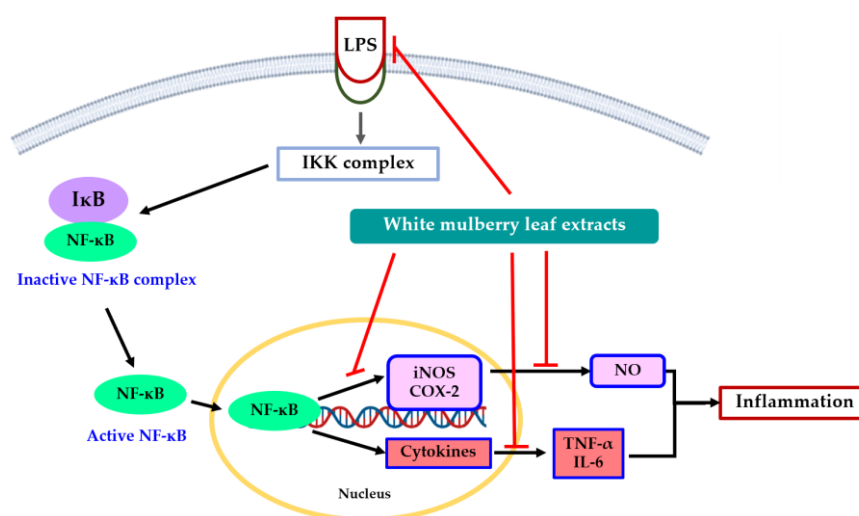 LPS
IKK complex
IκB
NF-κB
Inactive NF-κB complex
White mulberry leaf extracts
NF-κB
Active NF-κB
NF-κB
iNOS
COX-2
NO
Inflammation
Cytokines
TNF-α
IL-6
Nucleus